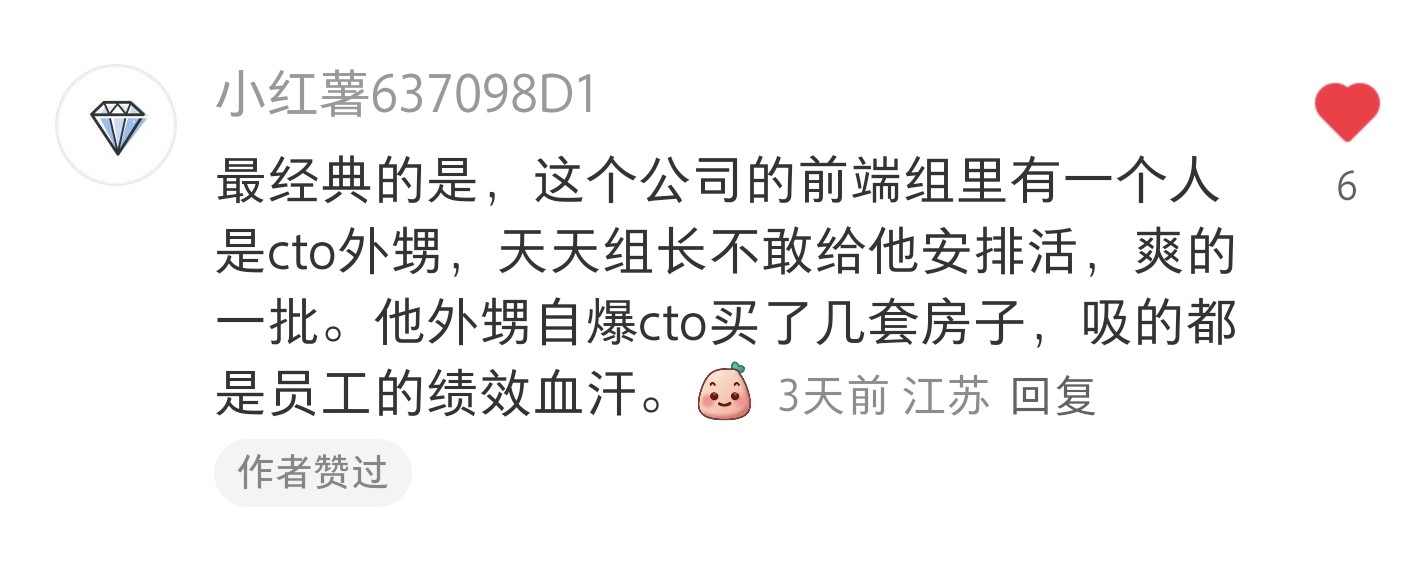 小红薯637098D1
最经典的是，这个公司的前端组里有一个人
是cto外甥，天天组长不敢给他安排活，爽的
一批。他外甥自爆cto买了几套房子，吸的都
是员工的绩效血汗。 3天前 江苏 回复
6
作者赞过